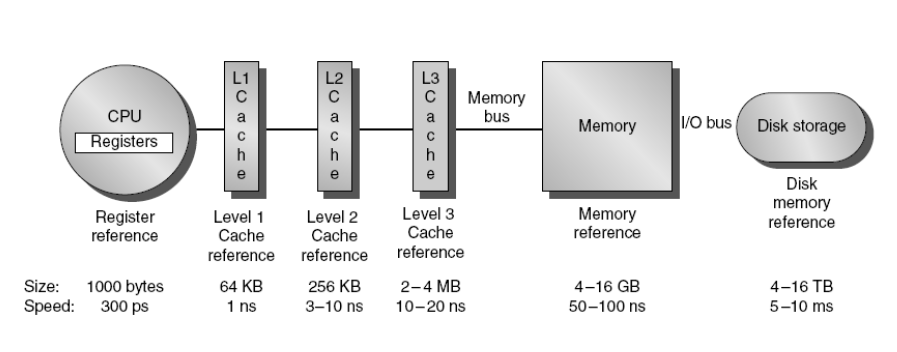 CPU
Registers
L1
C
a
c
h
e
L2
C
a
c
h
e
L3
C
a
c
h
e
Memory
bus
Memory
I/O bus
Disk storage
Register
reference
Level 1
Cache
reference
Level 2
Cache
reference
Level 3
Cache
reference
Memory
reference
Disk
memory
reference
Size: 1000 bytes 64 KB 256 KB 2–4 MB 4–16 GB 4–16 TB
Speed: 300 ps 1 ns 3–10 ns 10–20 ns 50–100 ns 5–10 ms